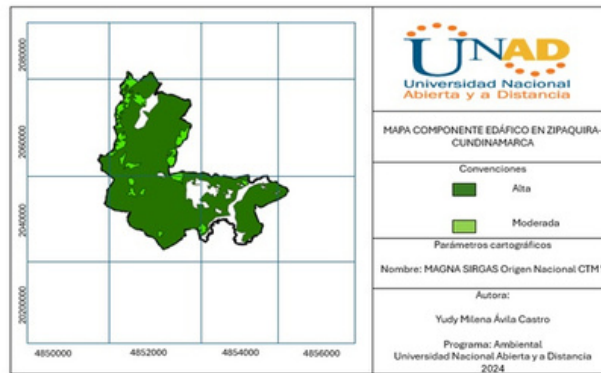 UNAD
Universidad Nacional
Abierta y a Distancia
MAPA COMPONENTE EDÁFICO EN ZIPAQUIRA-
CUNDINAMARCA
Convenciones
Alta
Moderada
Parámetros cartográficos
Nombre: MAGNA SIRGAS Origen Nacional CTM1
Autora:
Yudy Milena Ávila Castro
Programa: Ambiental
Universidad Nacional Abierta y a Distancia
2024
2080000
2060000
2040000
20200000
4850000 4852000 4854000 4856000